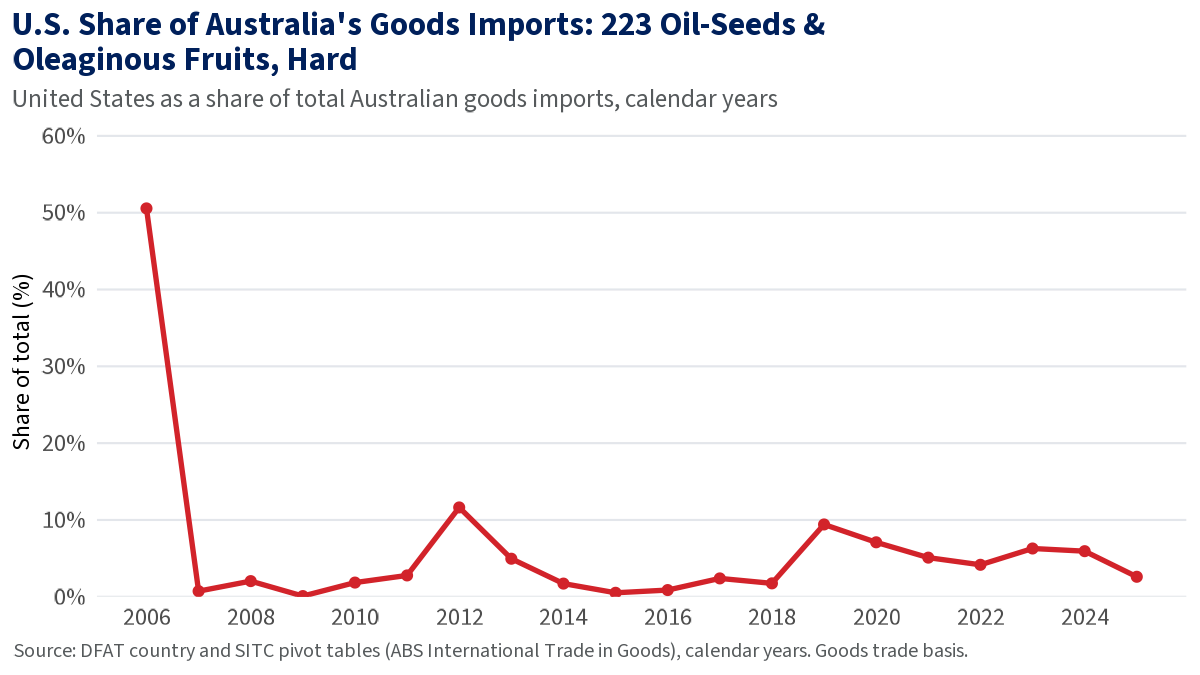 U.S. Share of Australia's Goods Imports: 223 Oil-Seeds &
Oleaginous Fruits, Hard
United States as a share of total Australian goods imports, calendar years
Share of total (%)
60%
50%
40%
30%
20%
10%
0%
2006 2008 2010 2012 2014 2016 2018 2020 2022 2024
Source: DFAT country and SITC pivot tables (ABS International Trade in Goods), calendar years. Goods trade basis.